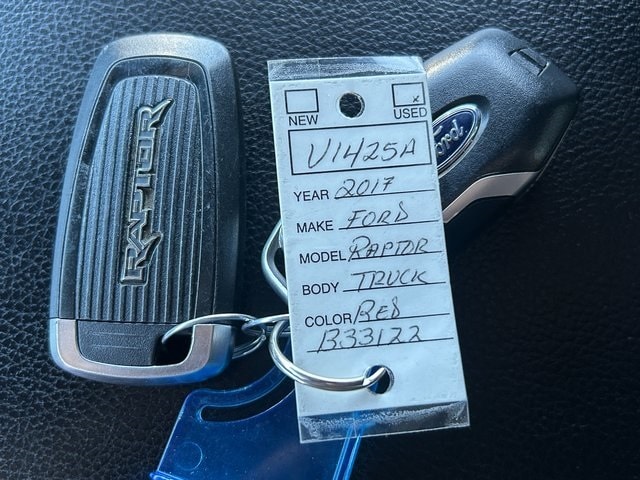 RAPTOR
NEW
USED
V1425A
YEAR 2017
MAKE FORD
MODEL RAPTOR
BODY TRUCK
COLOR RED
B33122
Ford